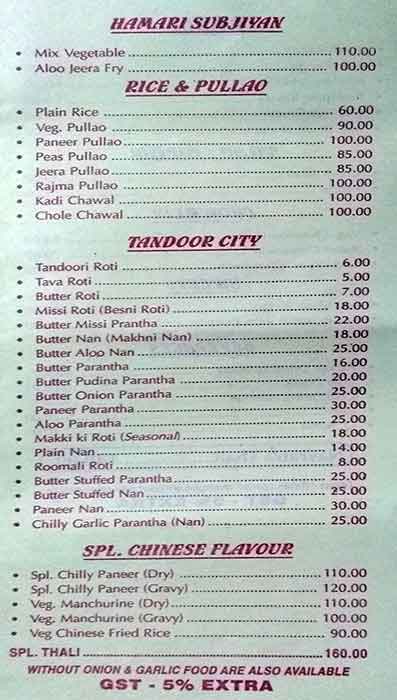 HAMARI SUBJIYAN
• Mix Vegetable 110.00
• Aloo Jeera Fry 100.00
RICE & PULLAO
• Plain Rice 60.00
• Veg. Pullao 90.00
• Paneer Pullao 100.00
• Peas Pullao 85.00
• Jeera Pullao 85.00
• Rajma Pullao 100.00
• Kadi Chawal 100.00
• Chole Chawal 100.00
TANDOOR CITY
• Tandoori Roti 6.00
• Tava Roti 5.00
• Butter Roti 7.00
• Missi Roti (Besni Roti) 18.00
• Butter Missi Prantha 22.00
• Butter Nan (Makhni Nan) 18.00
• Butter Aloo Nan 25.00
• Butter Parantha 16.00
• Butter Pudina Parantha 20.00
• Butter Onion Parantha 25.00
• Paneer Parantha 30.00
• Aloo Parantha 25.00
• Makki ki Roti (Seasonal) 18.00
• Plain Nan 14.00
• Roomali Roti 8.00
• Butter Stuffed Parantha 25.00
• Butter Stuffed Nan 25.00
• Paneer Nan 30.00
• Chilly Garlic Parantha (Nan) 25.00
SPL. CHINESE FLAVOUR
• Spl. Chilly Paneer (Dry) 110.00
• Spl. Chilly Paneer (Gravy) 120.00
• Veg. Manchurine (Dry) 110.00
• Veg. Manchurine (Gravy) 100.00
• Veg Chinese Fried Rice 90.00
SPL. THALI 160.00
WITHOUT ONION & GARLIC FOOD ARE ALSO AVAILABLE
GST - 5% EXTRA